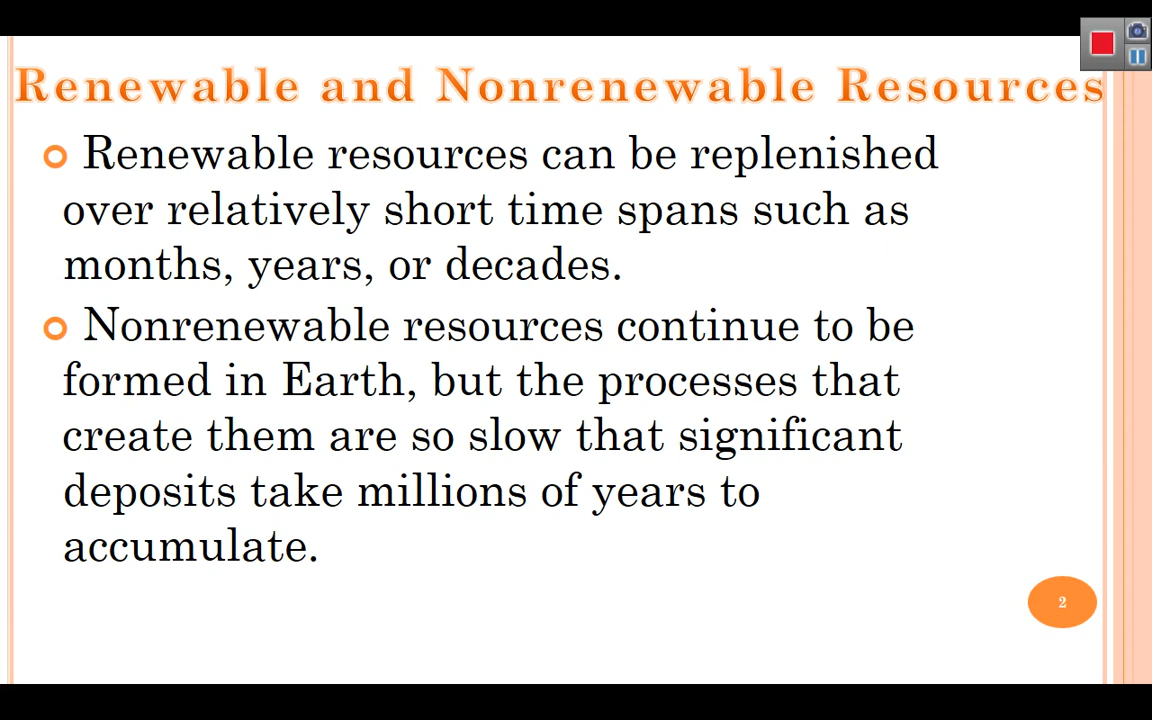 Renewable and Nonrenewable Resources
Renewable resources can be replenished
over relatively short time spans such as
months, years, or decades.
Nonrenewable resources continue to be
formed in Earth, but the processes that
create them are so slow that significant
deposits take millions of years to
accumulate.
2